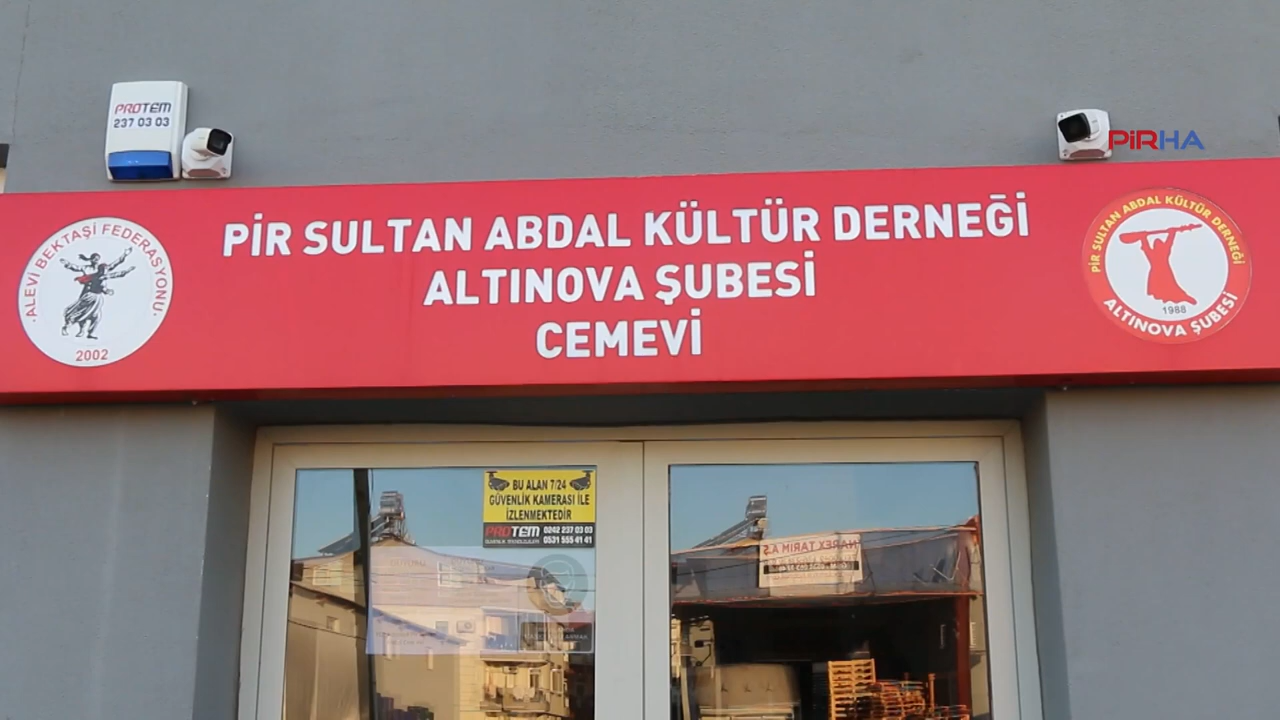 PROTEM
237 03 03
PİRHA
PİR SULTAN ABDAL KÜLTÜR DERNEĞİ
ALTINOVA ŞUBESİ
CEMEVİ
·ALEVİ BEKTAŞİ FEDERASYONU·
2002
PİR SULTAN ABDAL KÜLTÜR DERNEĞİ
1988
ALTINOVA ŞUBESİ
BU ALAN 7/24
GÜVENLİK KAMERASI İLE
İZLENMEKTEDİR
PROTEM
0242 237 03 03
0531 555 41 41
NAREX TARIM A.Ş